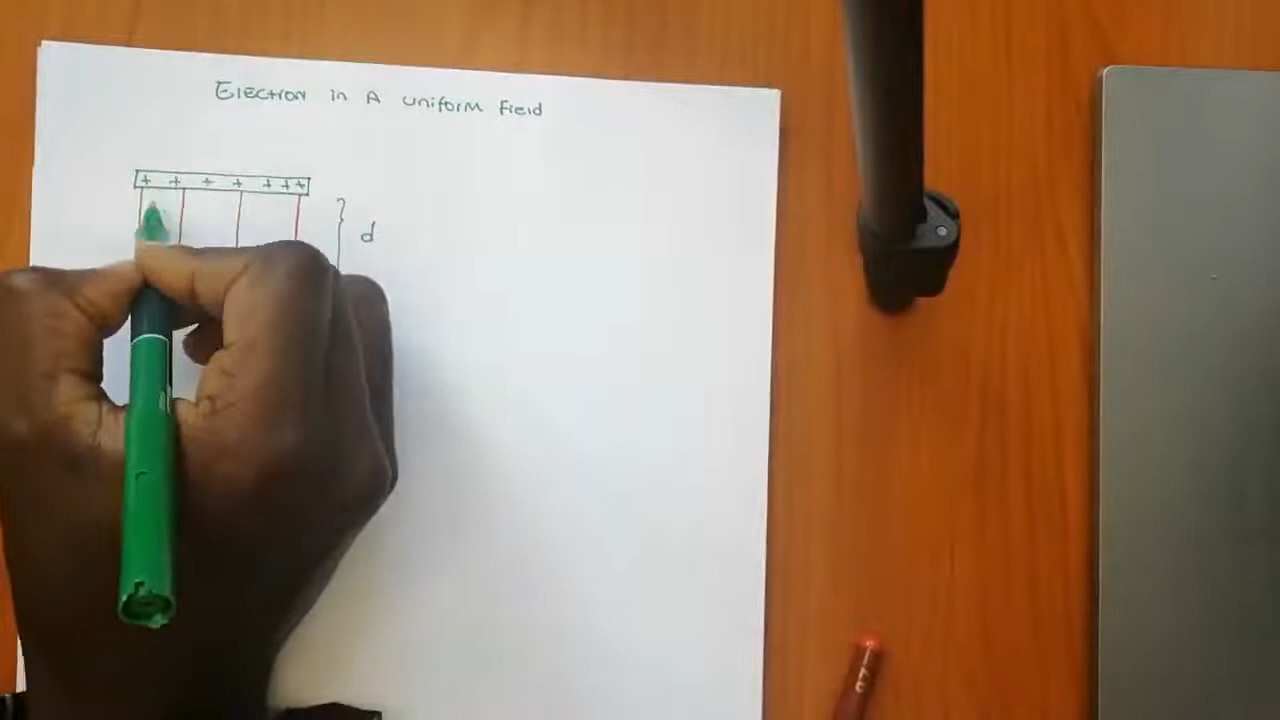 Electron in A uniform field
+ + + + + + +
d